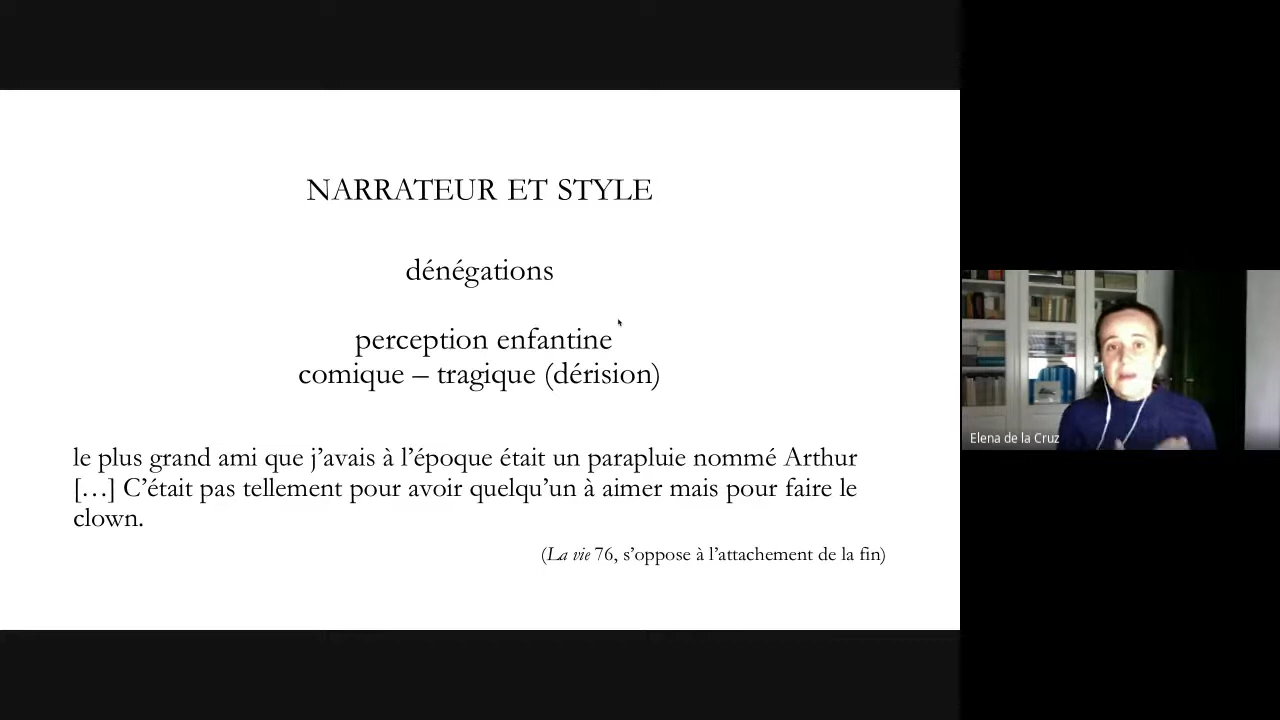 NARRATEUR ET STYLE
dénégations
perception enfantine
comique – tragique (dérision)
le plus grand ami que j’avais à l’époque était un parapluie nommé Arthur
[…] C’était pas tellement pour avoir quelqu’un à aimer mais pour faire le
clown.
(La vie 76, s’oppose à l’attachement de la fin)
Elena de la Cruz